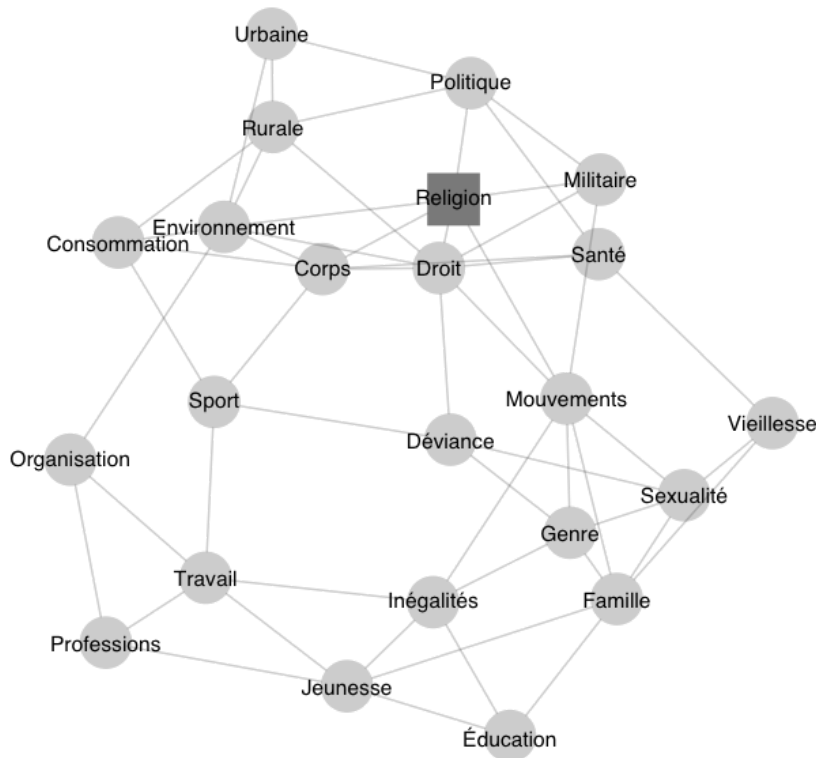 Urbaine
Politique
Rurale
Militaire
Religion
Environnement
Consommation
Santé
Corps
Droit
Sport
Mouvements
Vieillesse
Déviance
Organisation
Sexualité
Genre
Travail
Inégalités
Famille
Professions
Jeunesse
Éducation